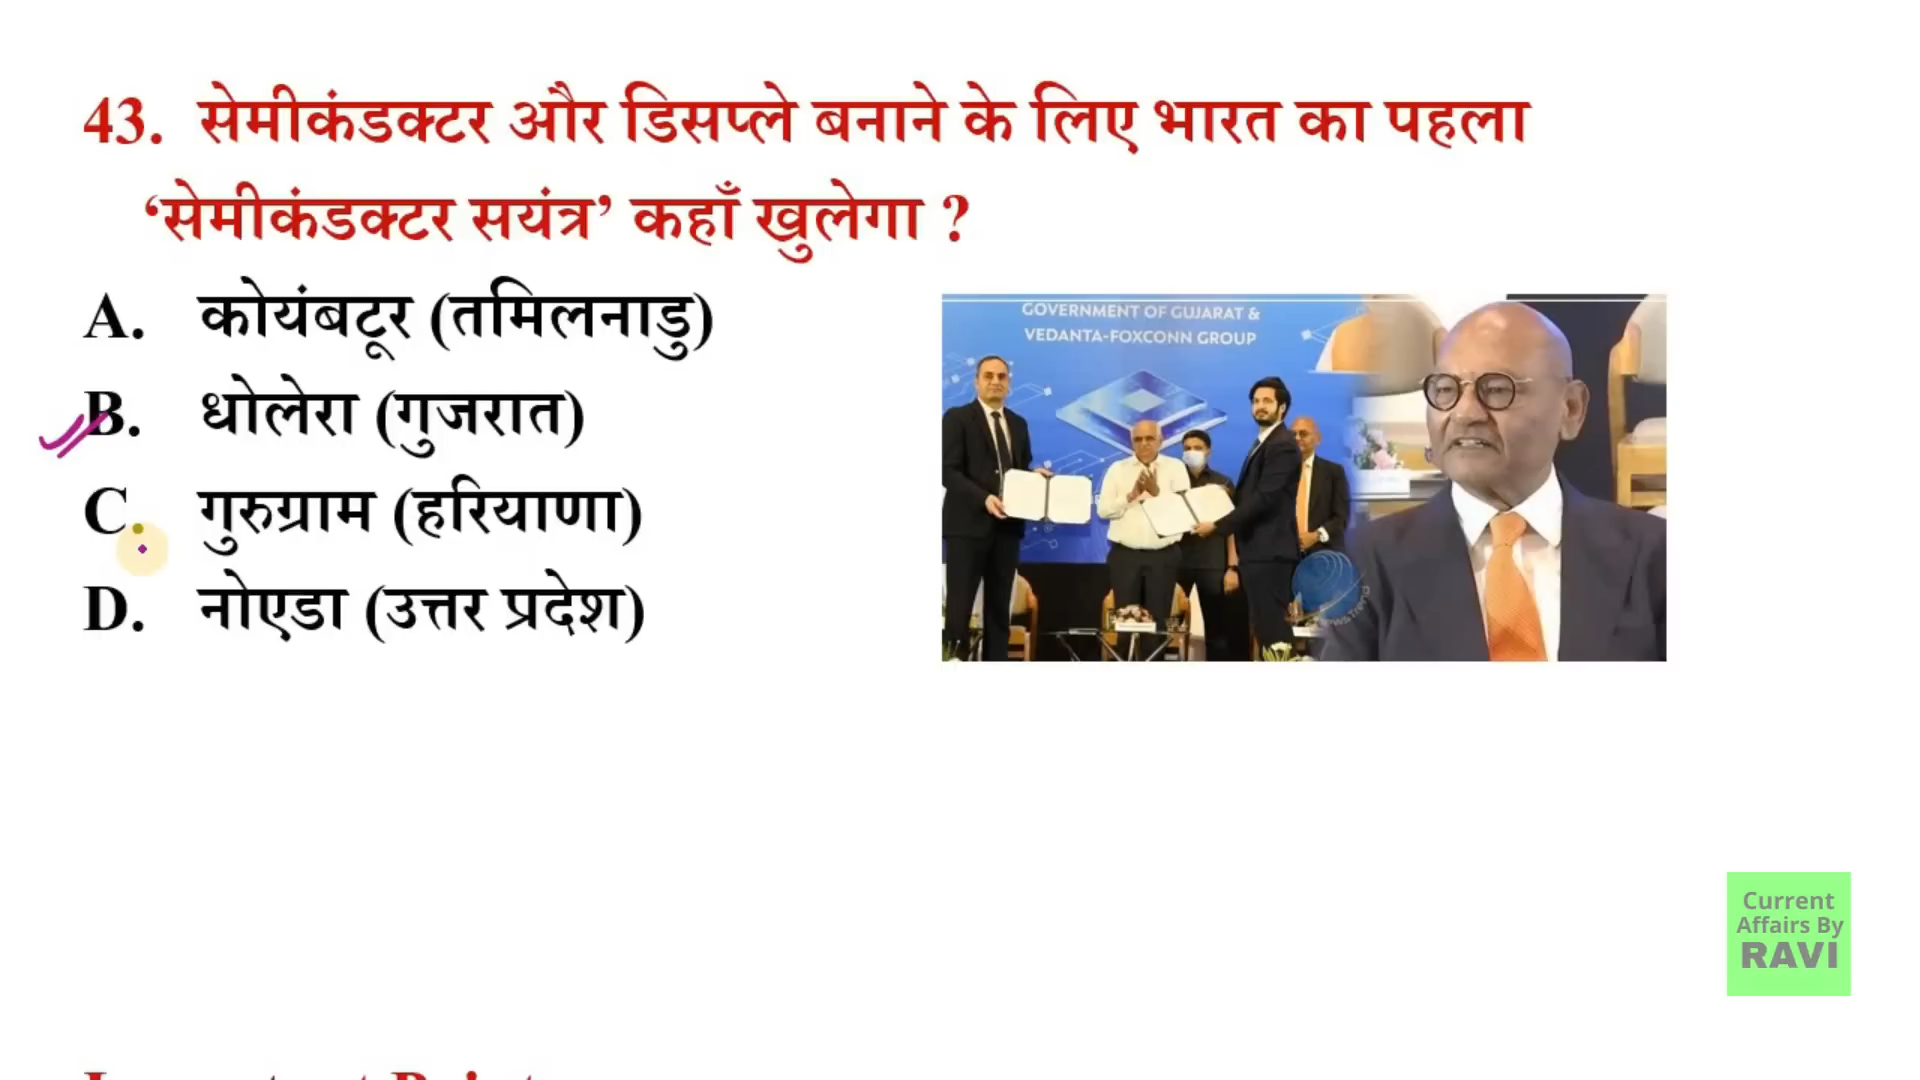 43. सेमीकंडक्टर और डिसप्ले बनाने के लिए भारत का पहला
‘सेमीकंडक्टर सयंत्र’ कहाँ खुलेगा ?
A. कोयंबटूर (तमिलनाडु)
B. धोलेरा (गुजरात)
C. गुरुग्राम (हरियाणा)
D. नोएडा (उत्तर प्रदेश)
GOVERNMENT OF GUJARAT &
VEDANTA-FOXCONN GROUP
Current
Affairs By
RAVI